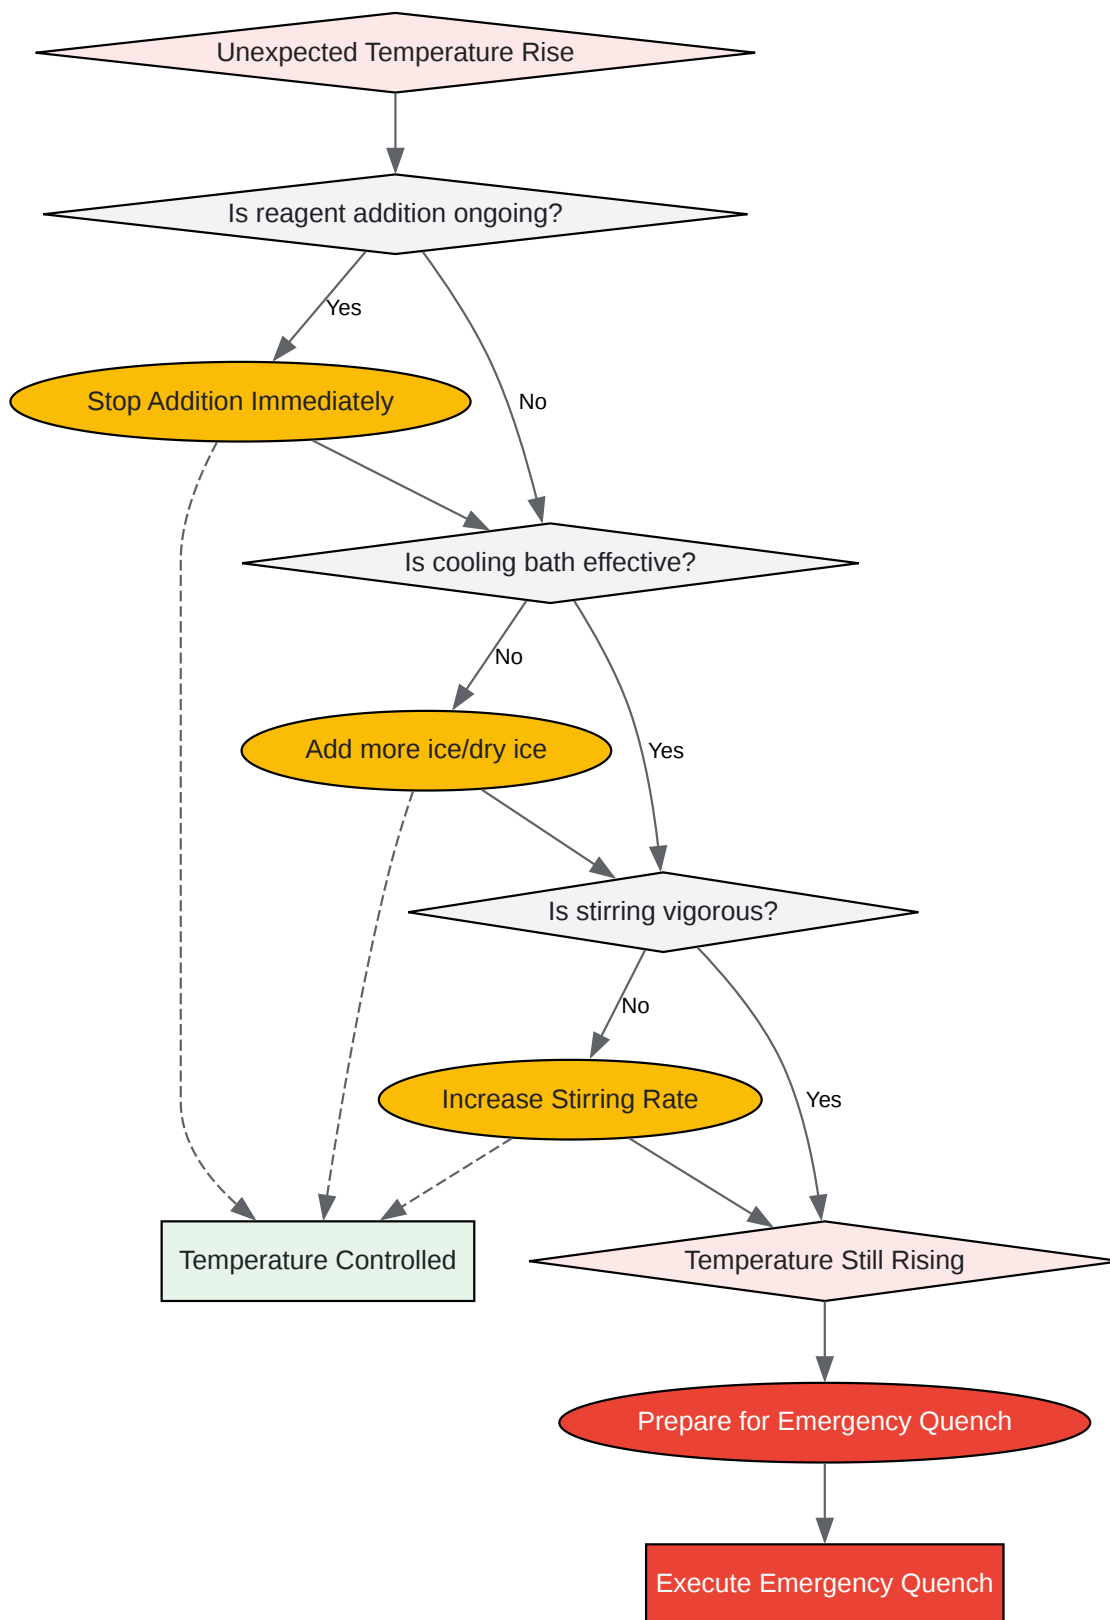 Unexpected Temperature Rise
Is reagent addition ongoing?
Yes
Stop Addition Immediately
No
Is cooling bath effective?
No
Add more ice/dry ice
Yes
Is stirring vigorous?
No
Increase Stirring Rate
Yes
Temperature Controlled
Temperature Still Rising
Prepare for Emergency Quench
Execute Emergency Quench